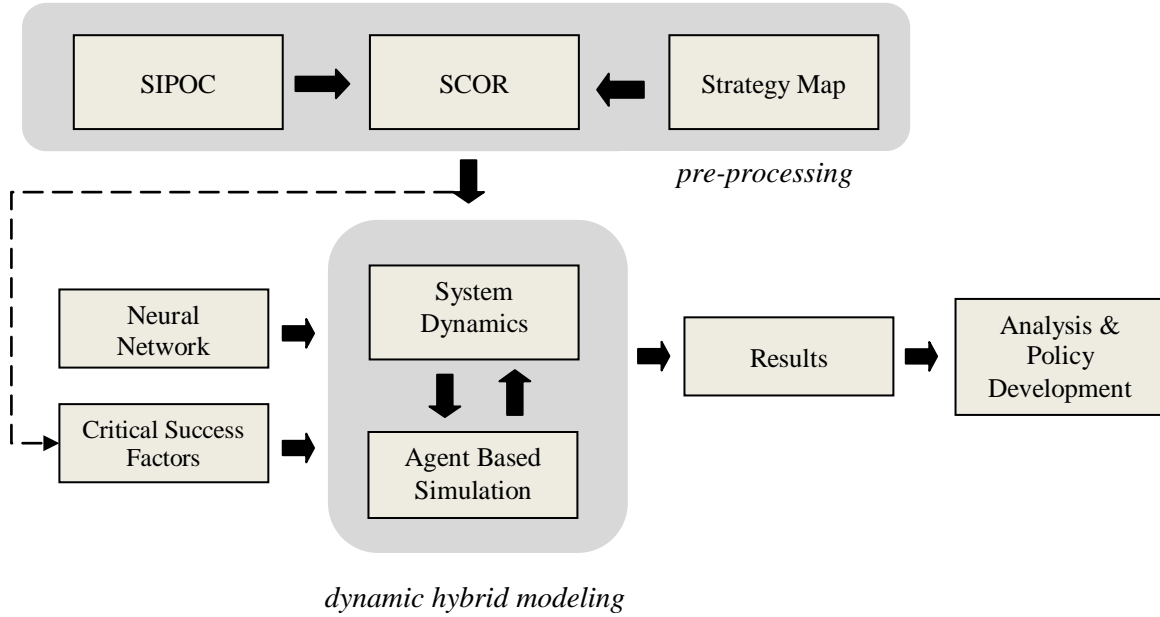 SIPOC
SCOR
Strategy Map
pre-processing
Neural
Network
System
Dynamics
Results
Analysis &
Policy
Development
Critical Success
Factors
Agent Based
Simulation
dynamic hybrid modeling